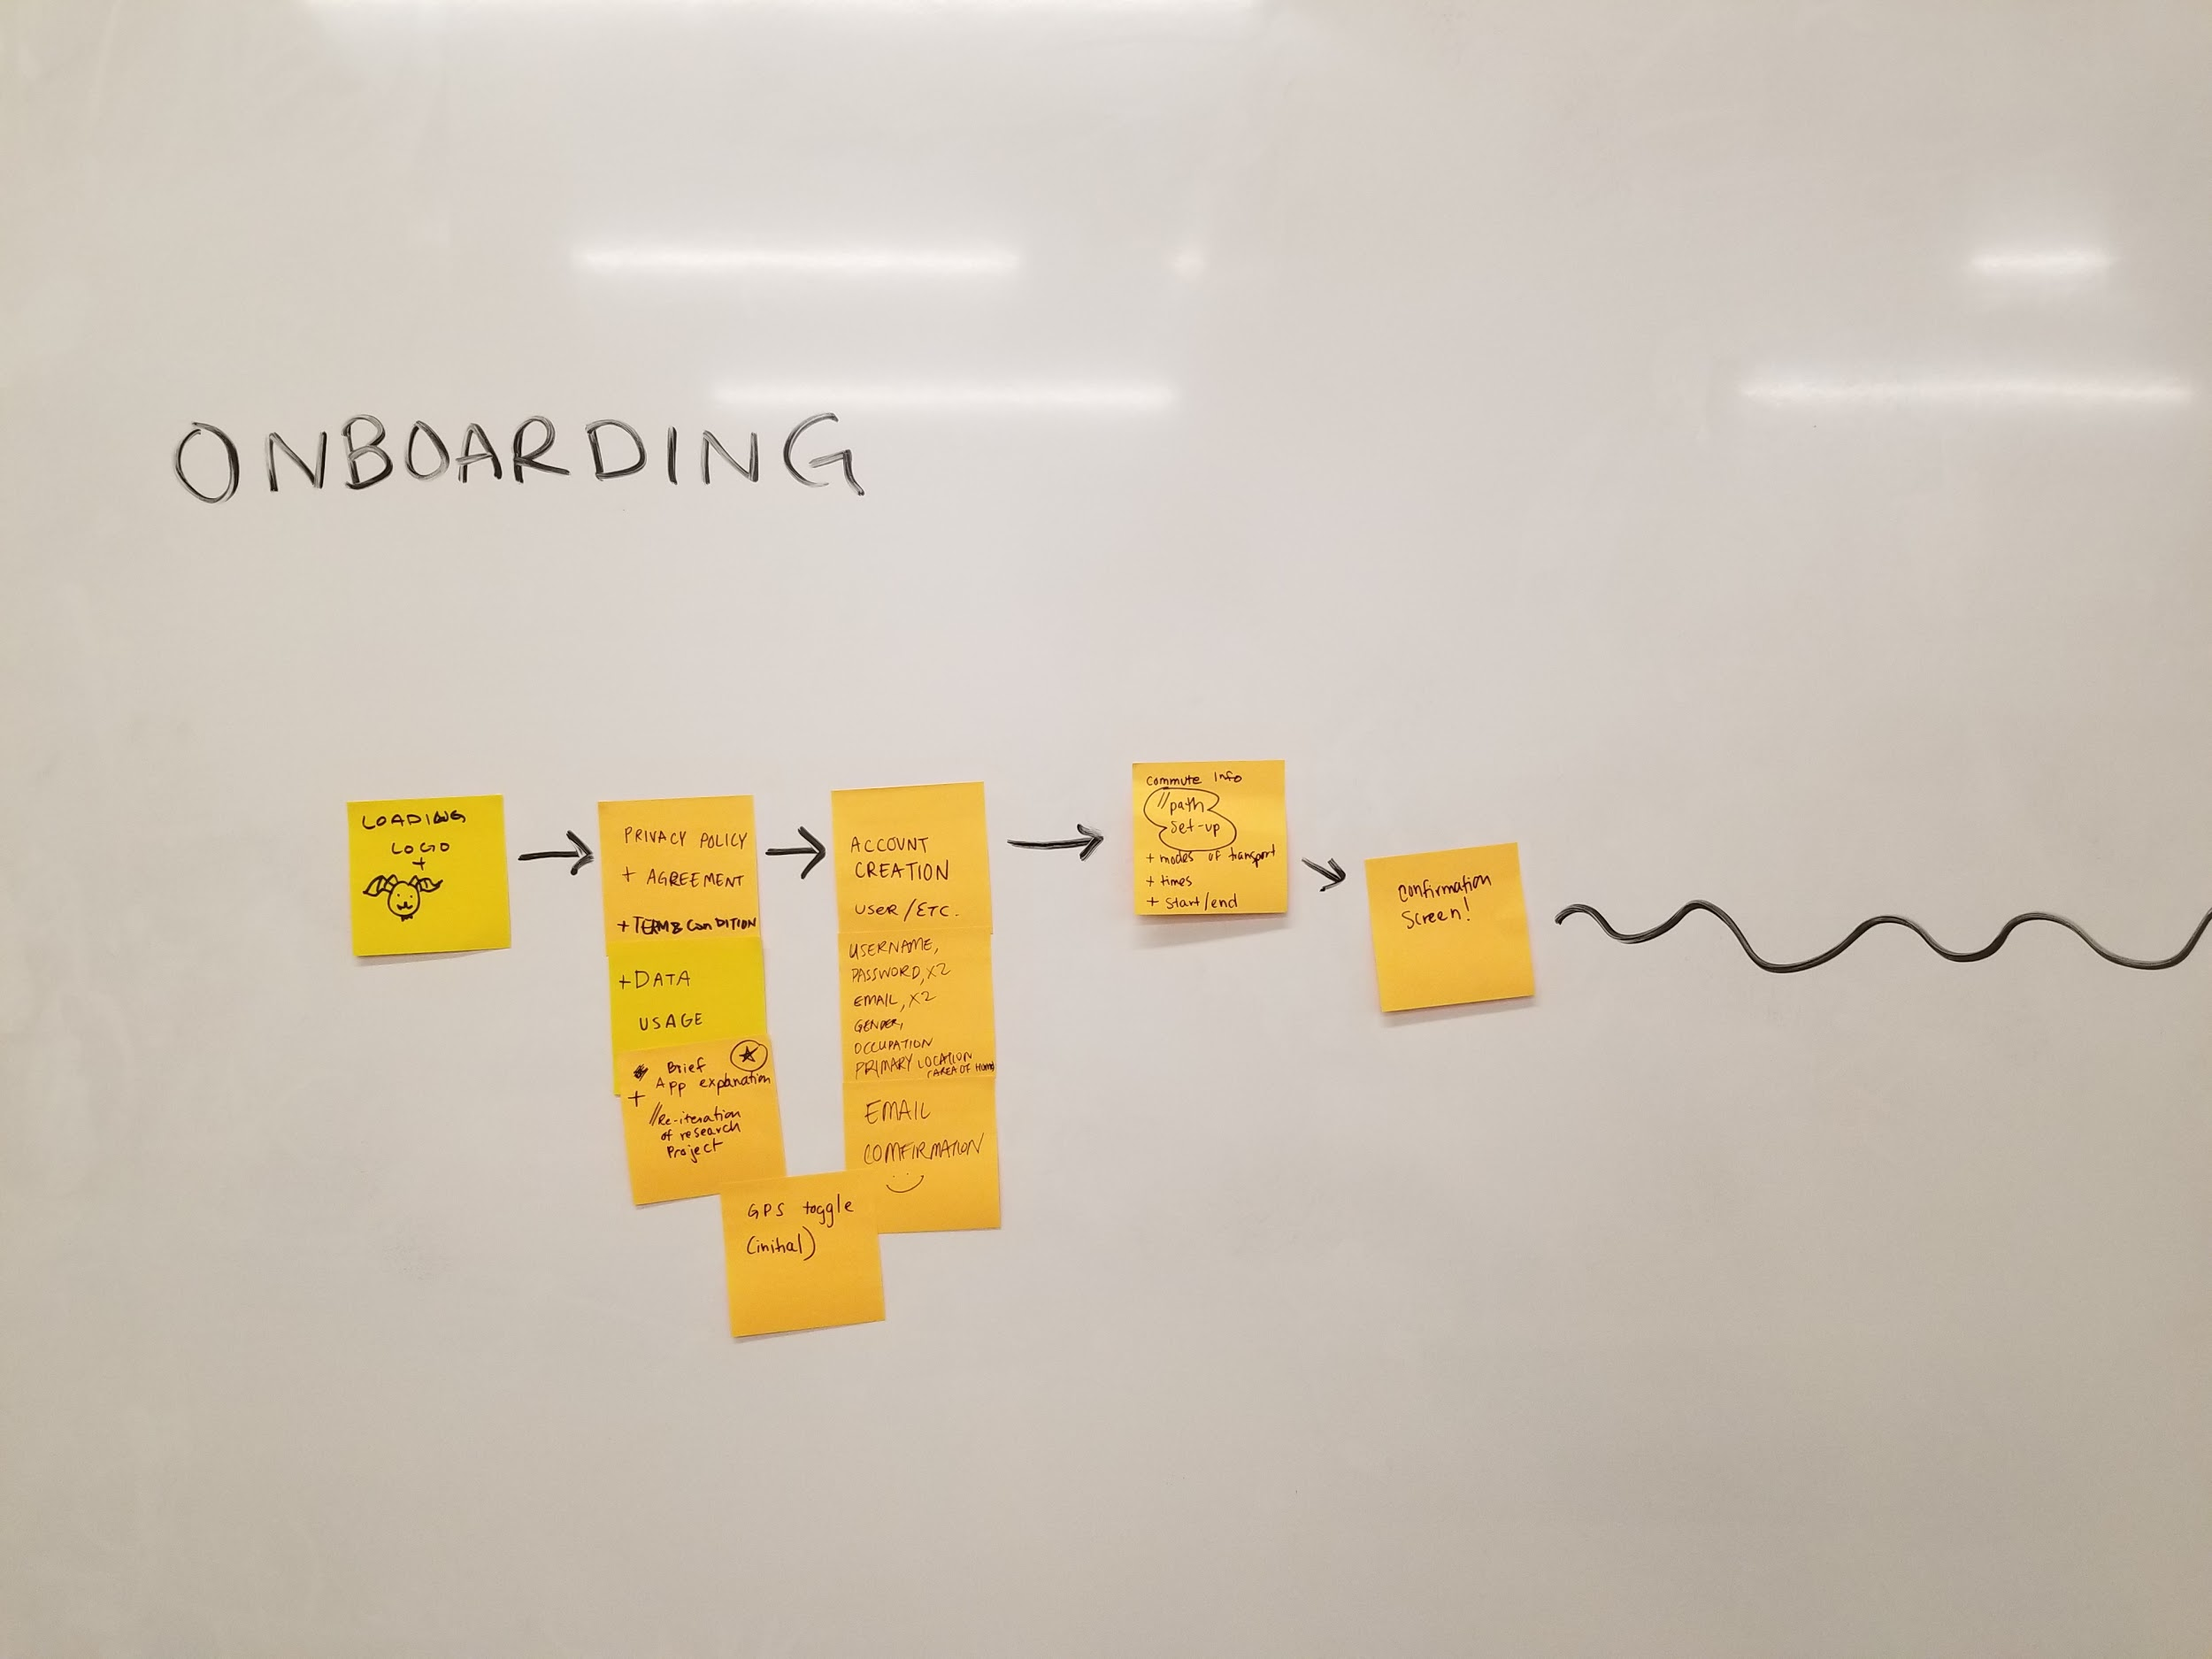 ONBOARDING
LOADING
LOGO
+
PRIVACY POLICY
+ AGREEMENT
+ TERMS & CONDITION
+ DATA
USAGE
Brief
App explanation
+
//Re-iteration
of research
Project
GPS toggle
(initial)
ACCOUNT
CREATION
USER/ETC.
USERNAME,
PASSWORD, X2
EMAIL, X2
GENDER,
OCCUPATION
PRIMARY LOCATION
(AREA OF HOME)
EMAIL
COMFIRMATION
Commute Info
//path
Set-up
+ modes of transport
+ times
+ Start/end
Confirmation
Screen!